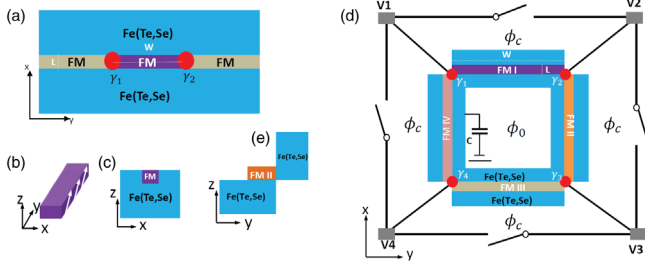 (a)
Fe(Te,Se)
W
L FM FM FM
γ1 γ2
Fe(Te,Se)
x
y
(b)
z
y
x
(c)
FM
Fe(Te,Se)
z
x
(e)
Fe(Te,Se)
FM II
Fe(Te,Se)
z
y
(d)
V1
V2
ϕc
W
FM I L
γ1 γ2
ϕc
FM IV
C
ϕ0
FM II
ϕc
γ4 γ3
Fe(Te,Se)
FM III
Fe(Te,Se)
ϕc
x
y
V4
V3